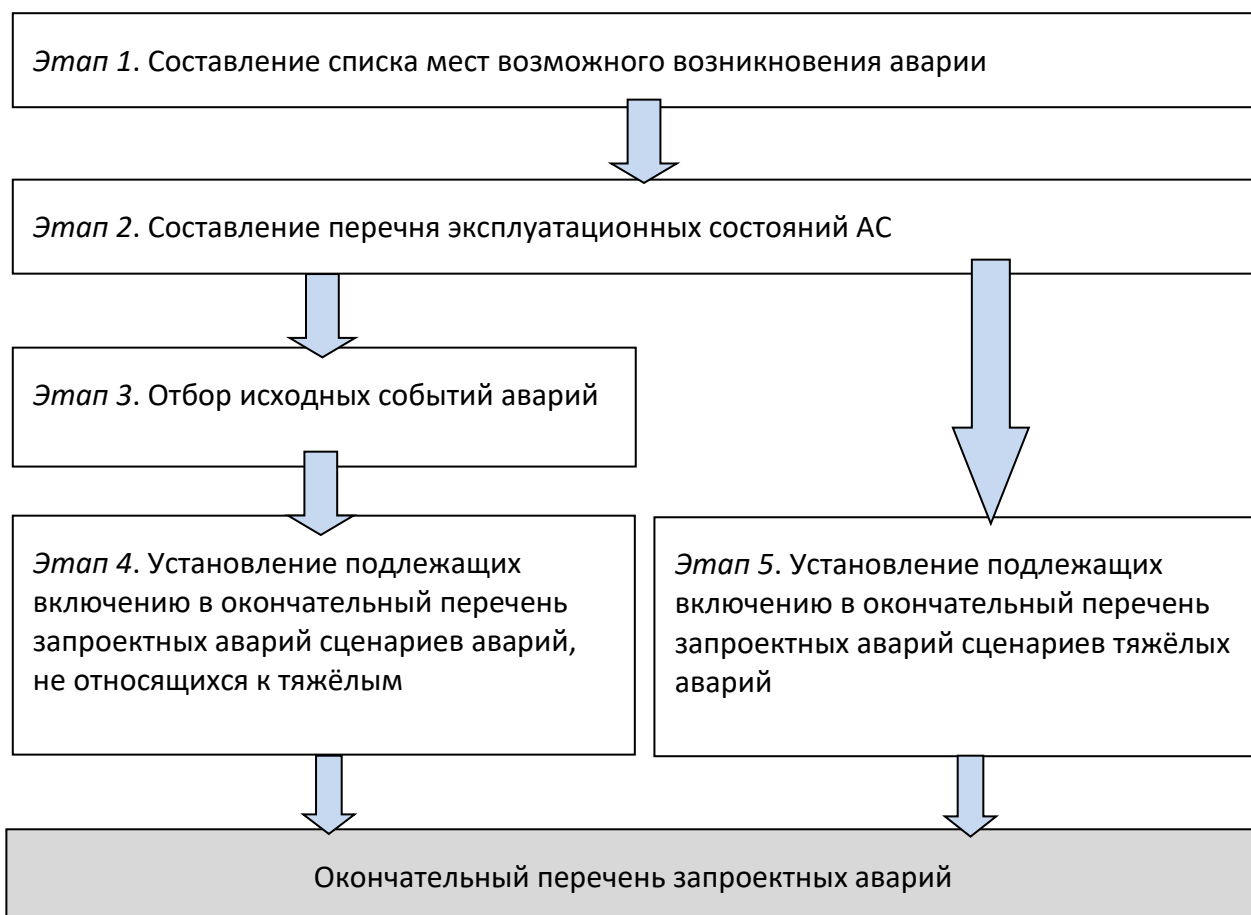 Этап 1. Составление списка мест возможного возникновения аварии
Этап 2. Составление перечня эксплуатационных состояний АС
Этап 3. Отбор исходных событий аварий
Этап 4. Установление подлежащих
включению в окончательный перечень
запроектных аварий сценариев аварий,
не относящихся к тяжёлым
Этап 5. Установление подлежащих
включению в окончательный перечень
запроектных аварий сценариев тяжёлых
аварий
Окончательный перечень запроектных аварий